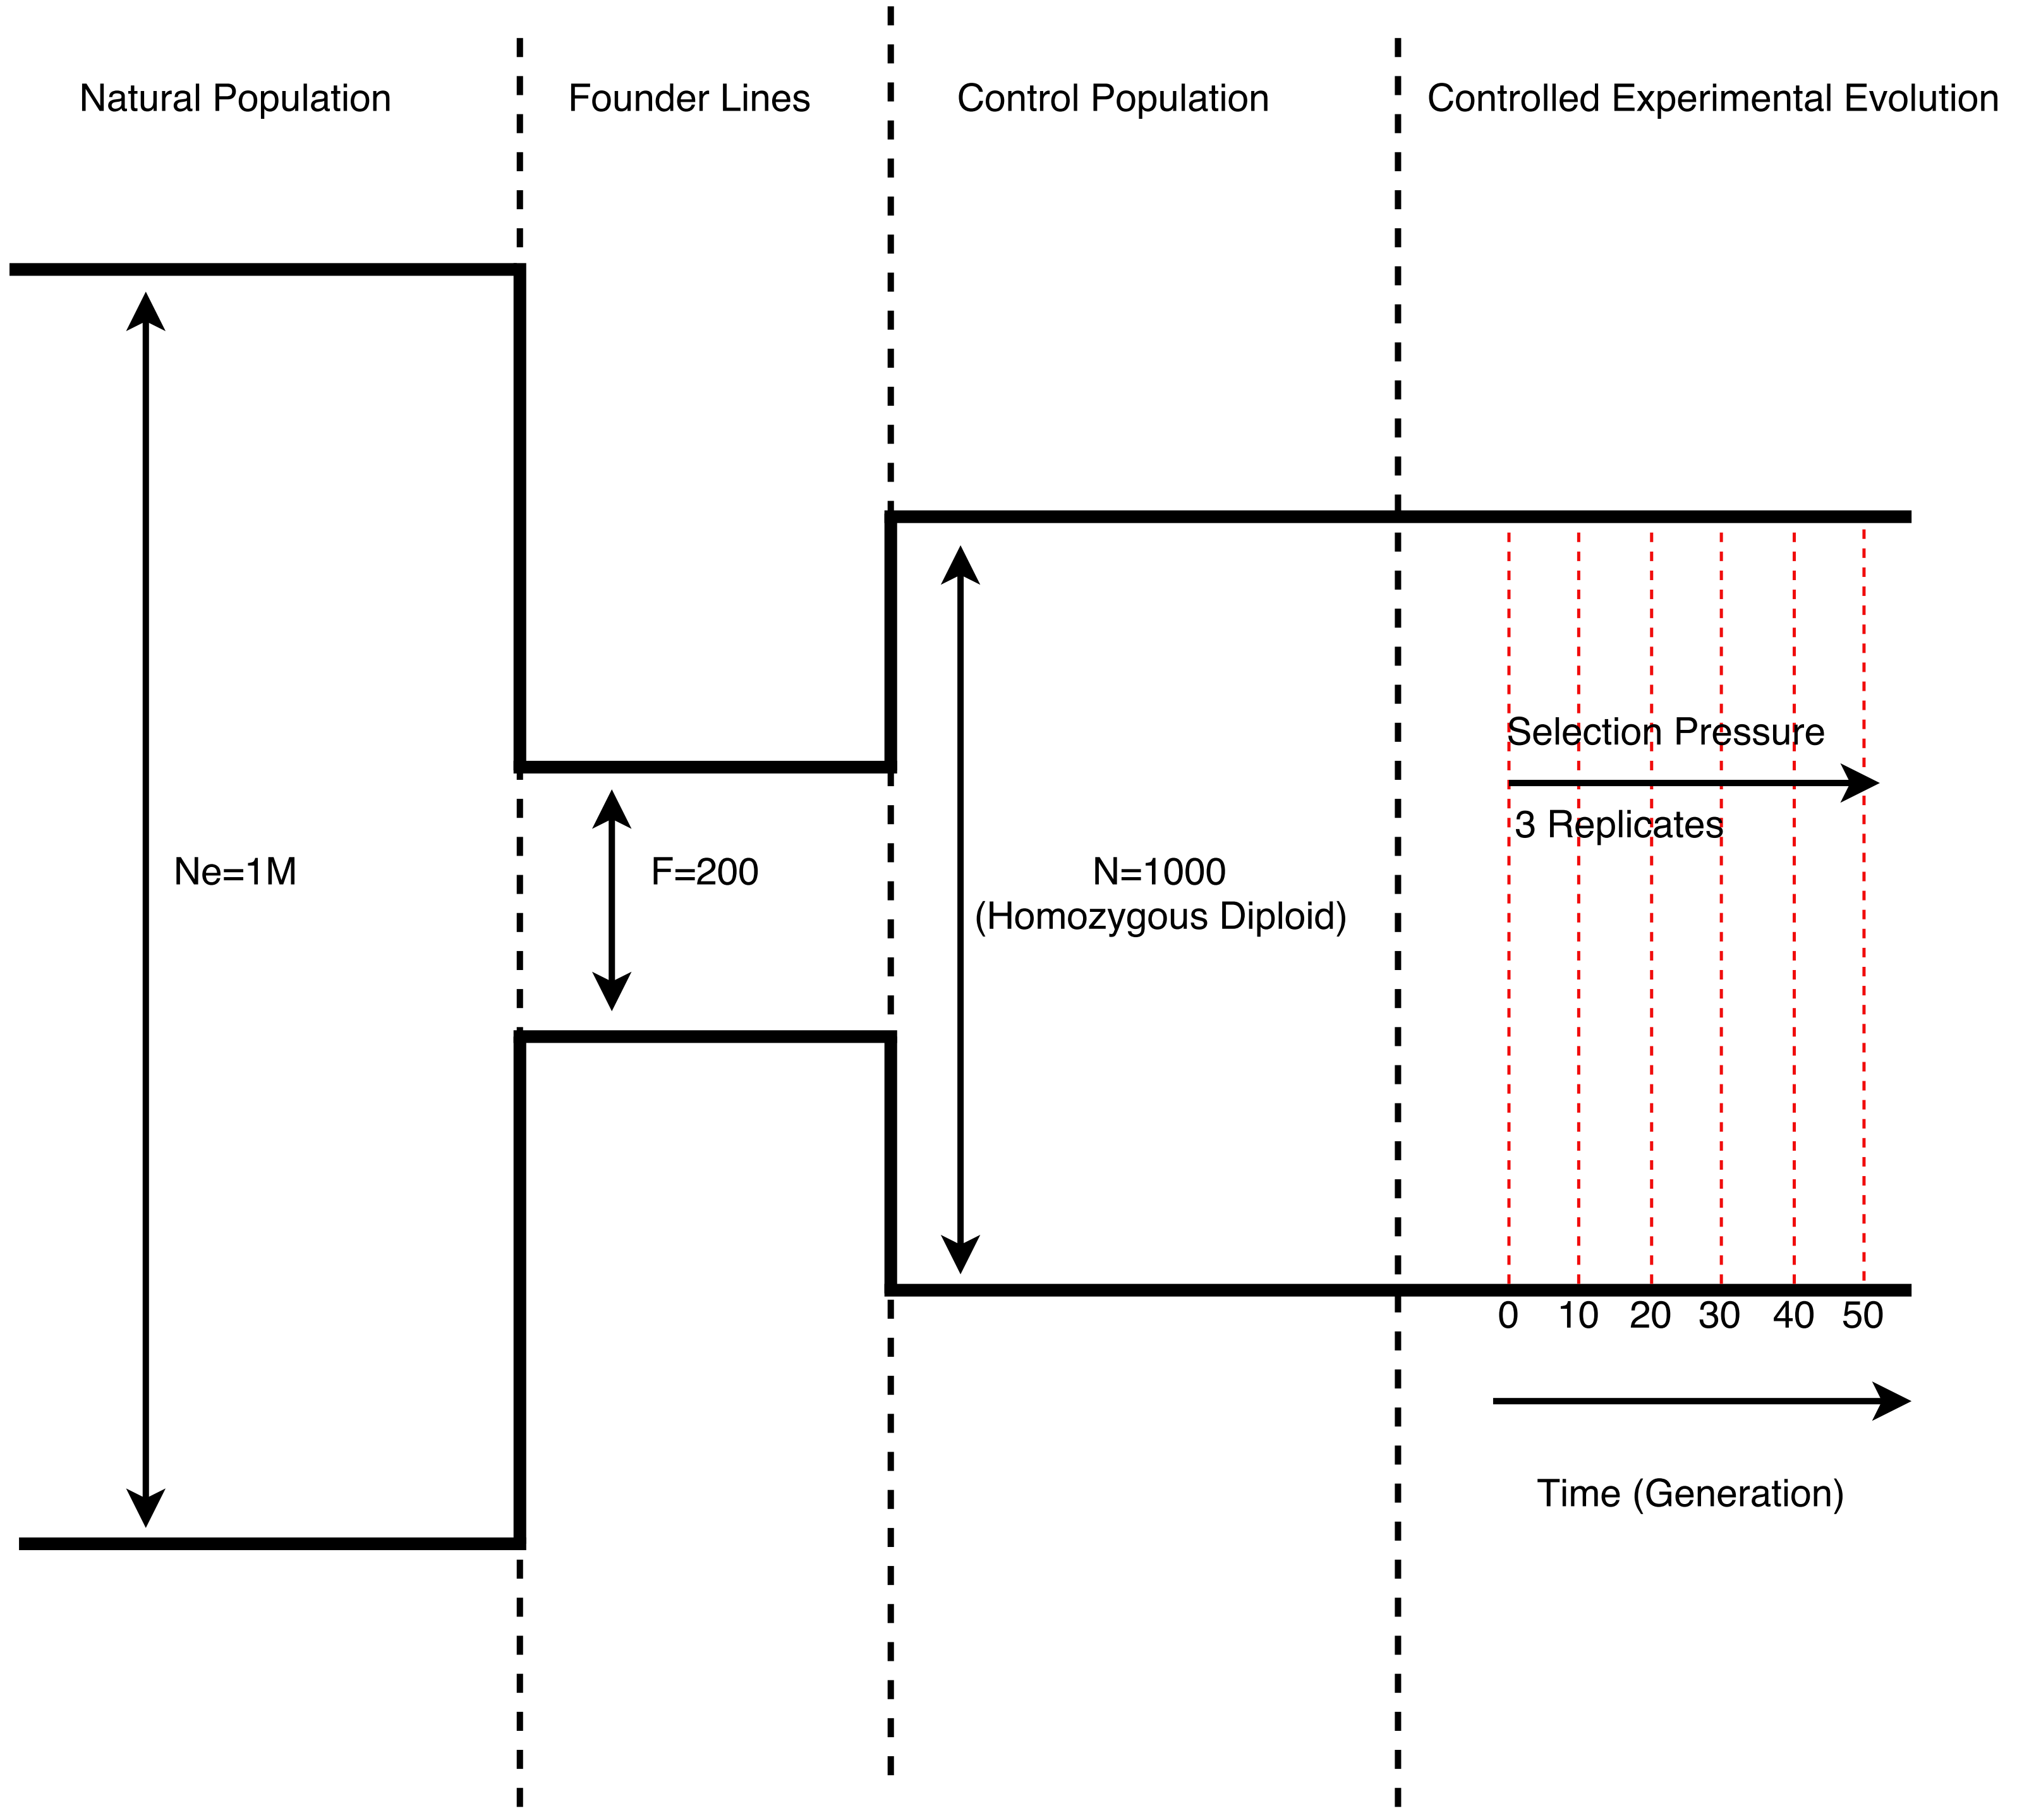 Natural Population
Founder Lines
Control Population
Controlled Experimental Evolution
Ne=1M
F=200
N=1000
(Homozygous Diploid)
Selection Pressure
3 Replicates
0 10 20 30 40 50
Time (Generation)